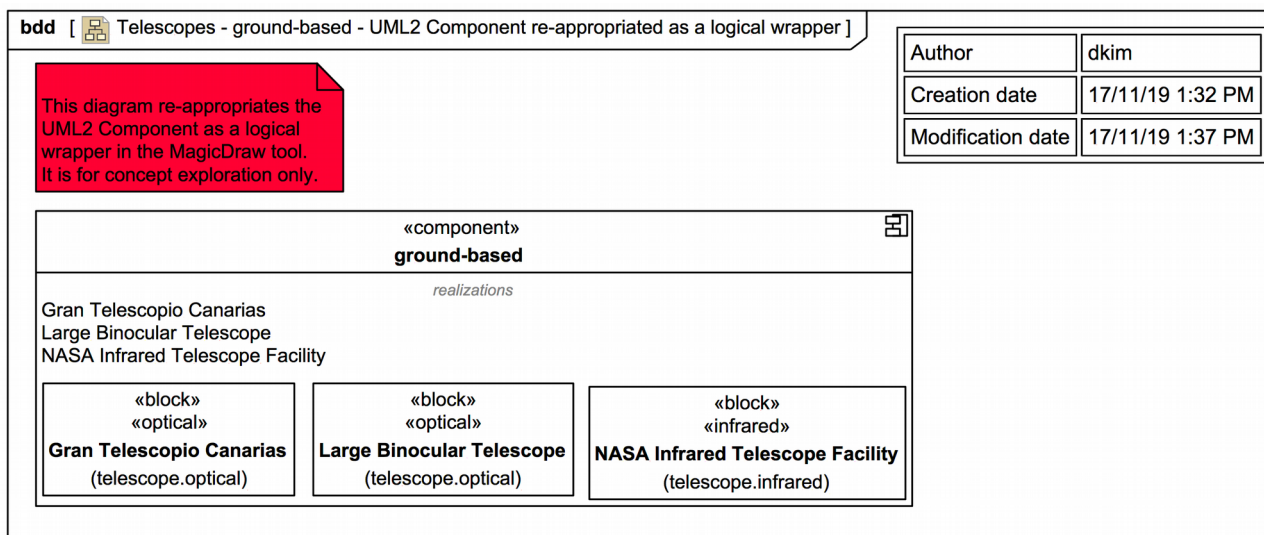 bdd [ Telescopes - ground-based - UML2 Component re-appropriated as a logical wrapper ]
Author dkim
Creation date 17/11/19 1:32 PM
Modification date 17/11/19 1:37 PM
This diagram re-appropriates the
UML2 Component as a logical
wrapper in the MagicDraw tool.
It is for concept exploration only.
«component»
ground-based
realizations
Gran Telescopio Canarias
Large Binocular Telescope
NASA Infrared Telescope Facility
«block»
«optical»
Gran Telescopio Canarias
(telescope.optical)
«block»
«optical»
Large Binocular Telescope
(telescope.optical)
«block»
«infrared»
NASA Infrared Telescope Facility
(telescope.infrared)